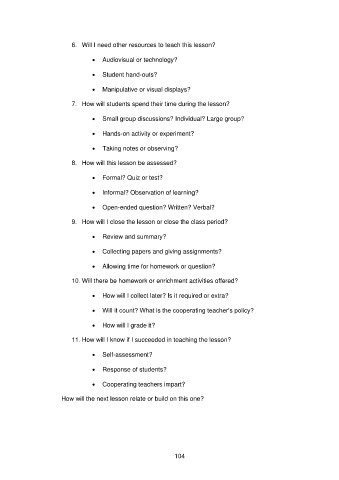 6. Will I need other resources to teach this lesson?
• Audiovisual or technology?
• Student hand-outs?
• Manipulative or visual displays?
7. How will students spend their time during the lesson?
• Small group discussions? Individual? Large group?
• Hands-on activity or experiment?
• Taking notes or observing?
8. How will this lesson be assessed?
• Formal? Quiz or test?
• Informal? Observation of learning?
• Open-ended question? Written? Verbal?
9. How will I close the lesson or close the class period?
• Review and summary?
• Collecting papers and giving assignments?
• Allowing time for homework or question?
10. Will there be homework or enrichment activities offered?
• How will I collect later? Is it required or extra?
• Will it count? What is the cooperating teacher's policy?
• How will I grade it?
11. How will I know if I succeeded in teaching the lesson?
• Self-assessment?
• Response of students?
• Cooperating teachers impart?
How will the next lesson relate or build on this one?
104